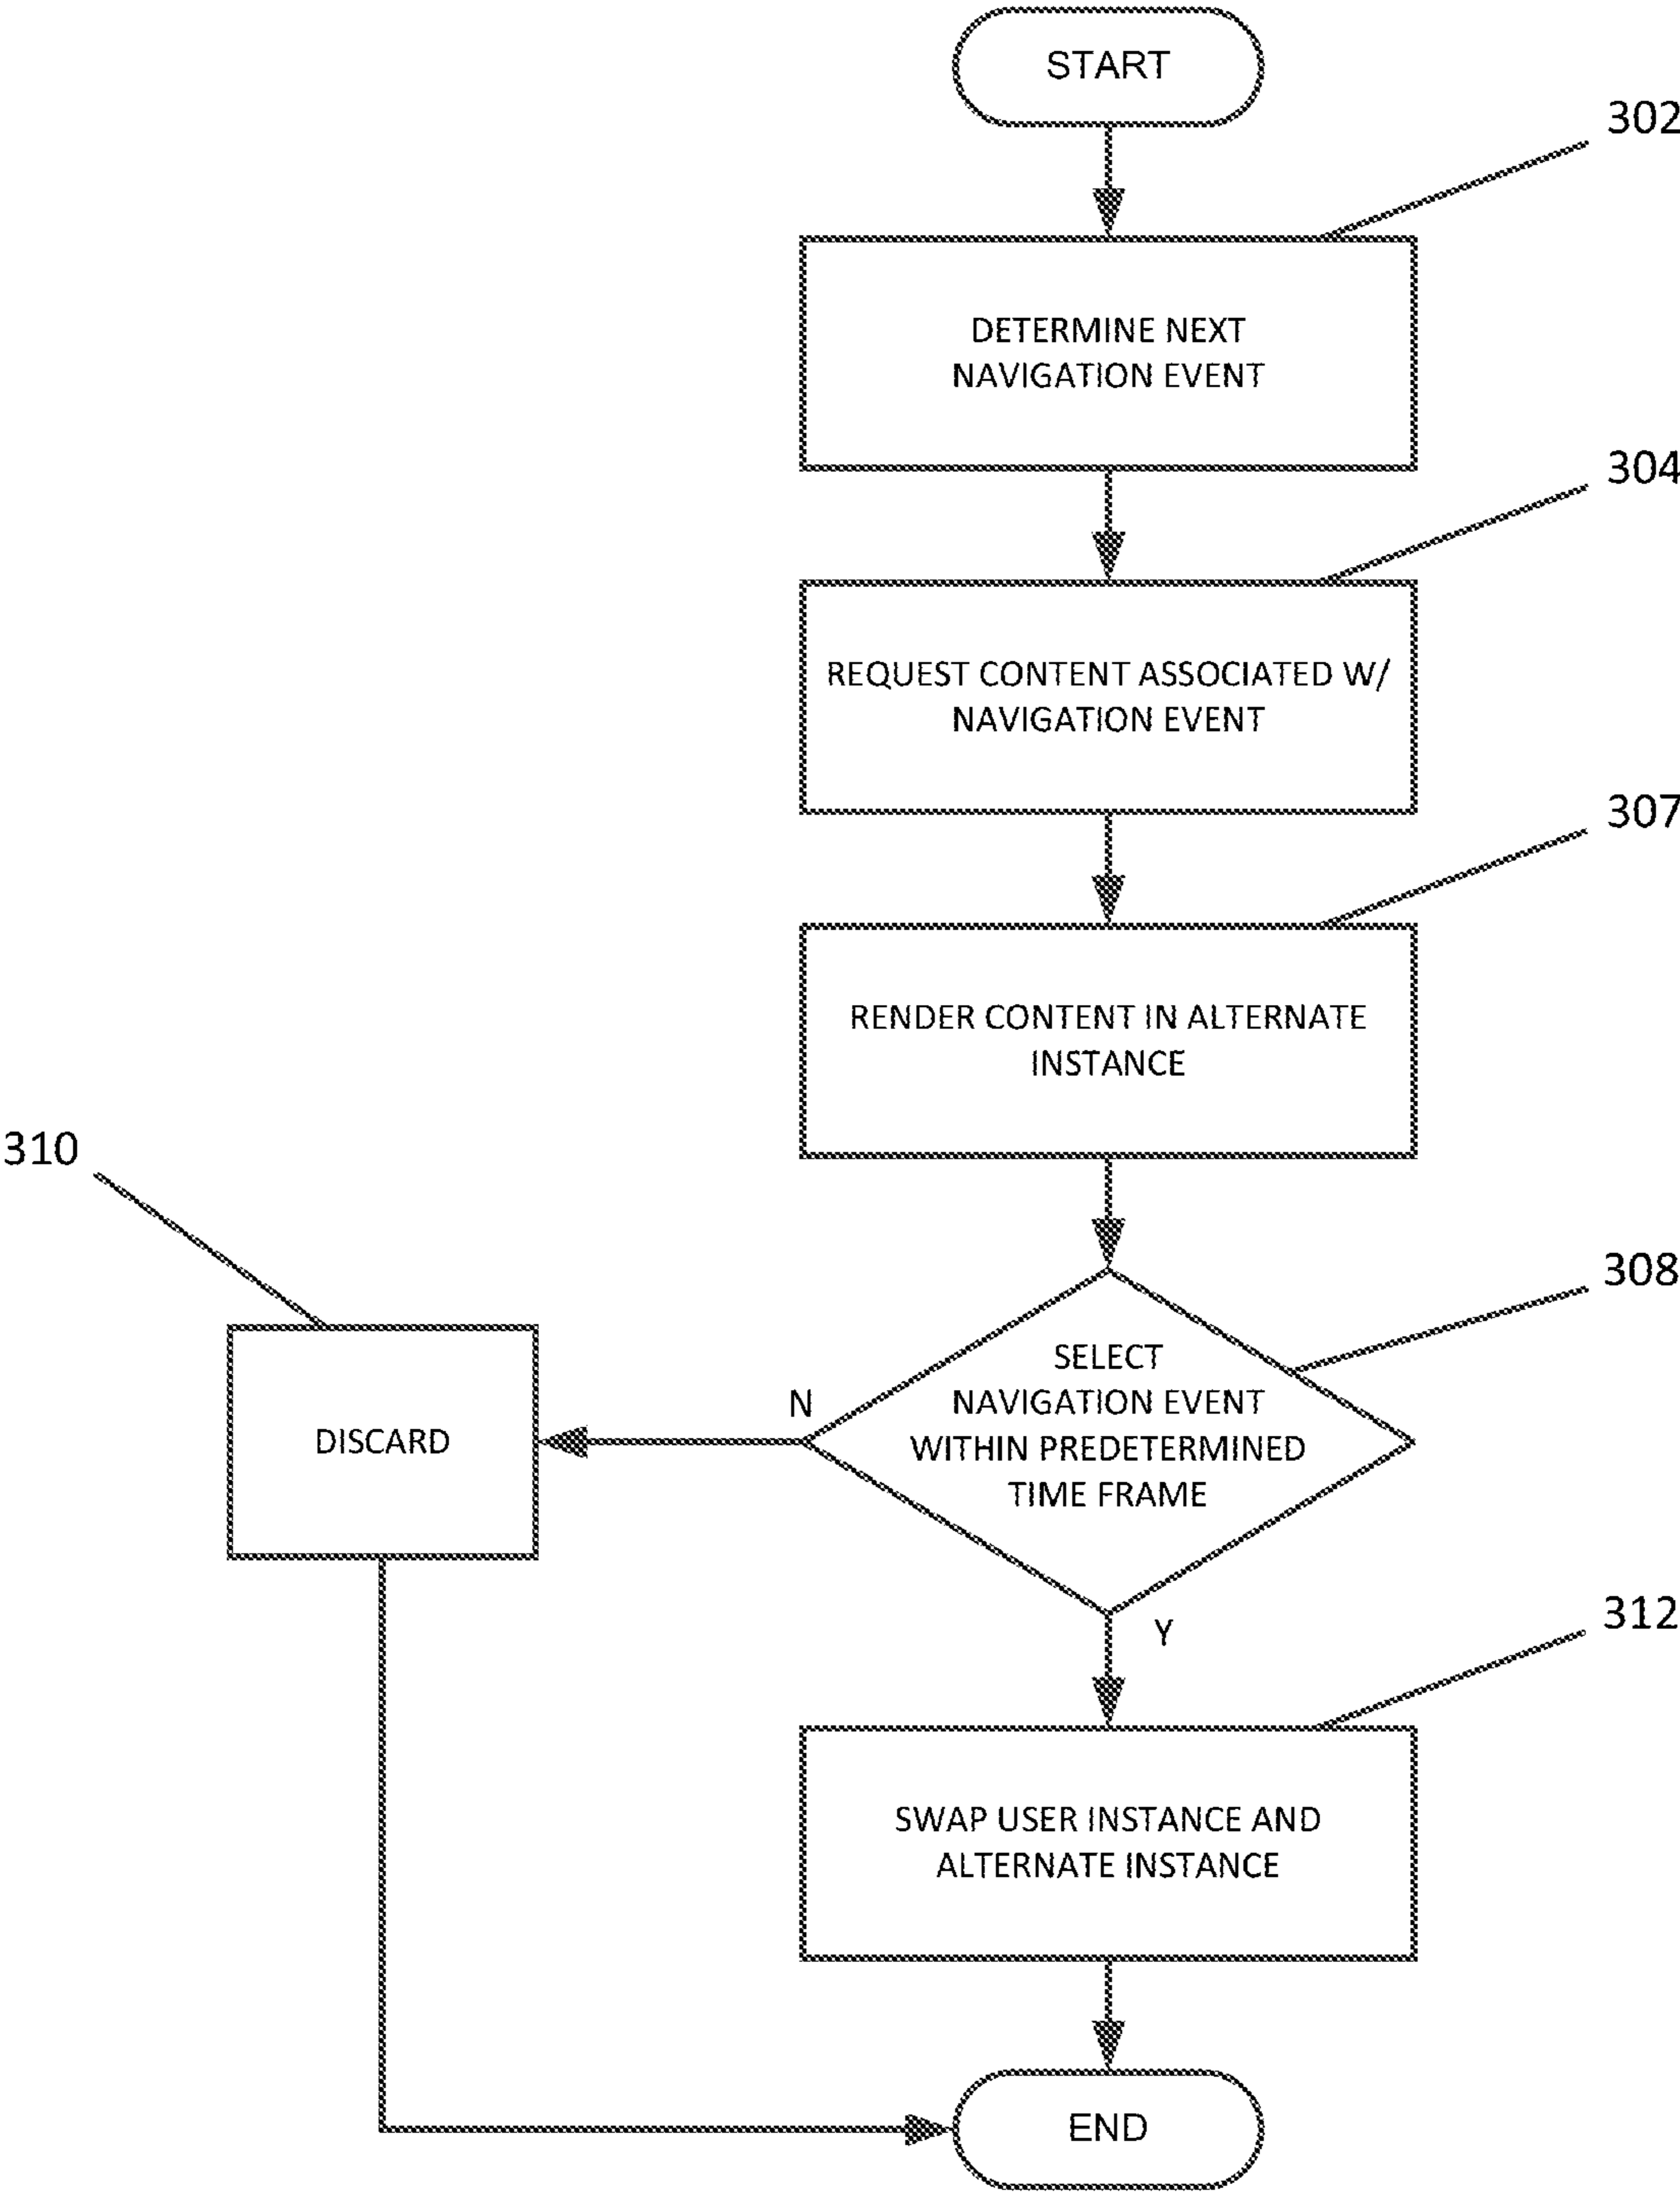 START
302
DETERMINE NEXT
NAVIGATION EVENT
304
REQUEST CONTENT ASSOCIATED W/
NAVIGATION EVENT
307
RENDER CONTENT IN ALTERNATE
INSTANCE
310
308
SELECT
NAVIGATION EVENT
WITHIN PREDETERMINED
TIME FRAME
N
DISCARD
Y
312
SWAP USER INSTANCE AND
ALTERNATE INSTANCE
END